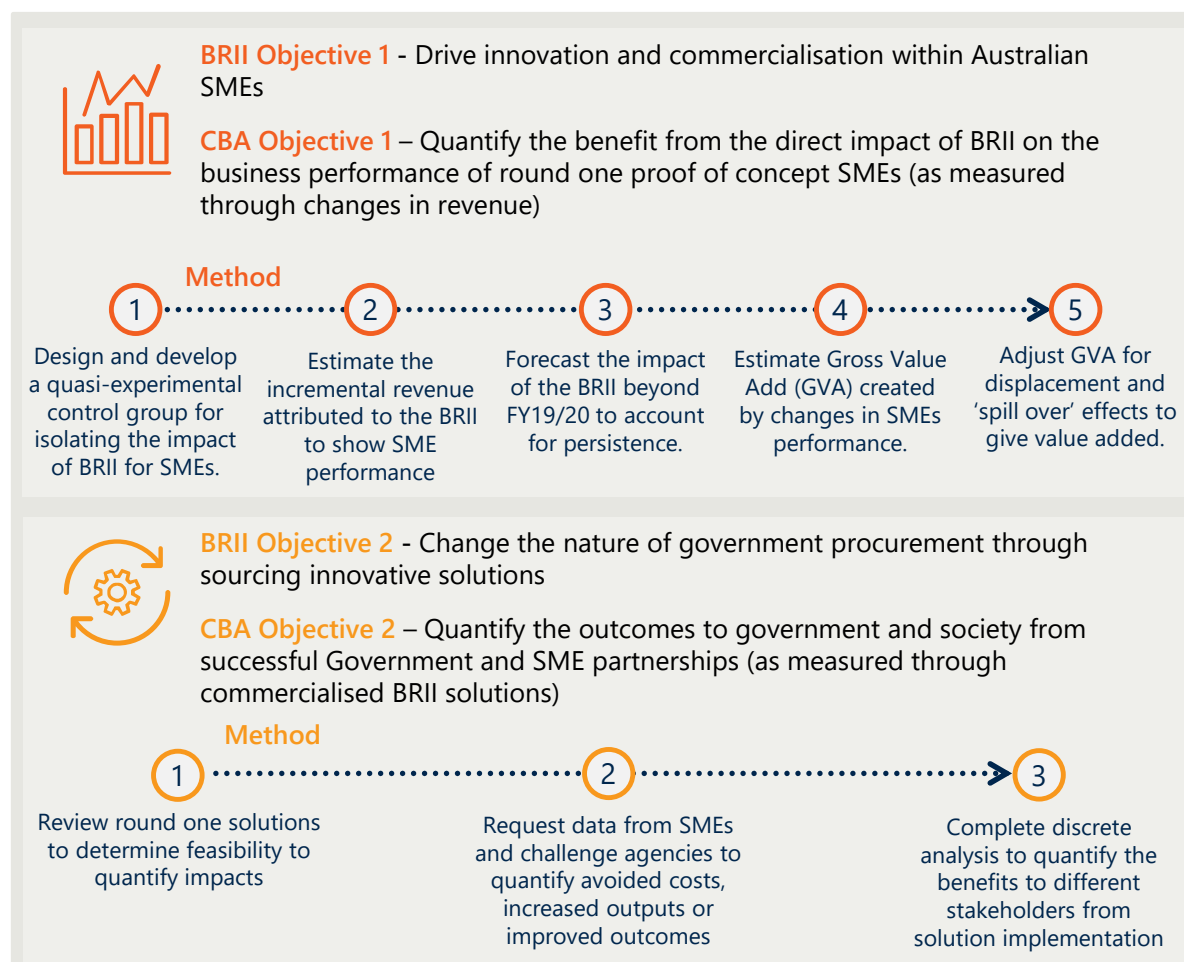 BRII Objective 1 - Drive innovation and commercialisation within Australian
SMEs
CBA Objective 1 – Quantify the benefit from the direct impact of BRII on the
business performance of round one proof of concept SMEs (as measured
through changes in revenue)
Method
1
Design and develop
a quasi-experimental
control group for
isolating the impact
of BRII for SMEs.
2
Estimate the
incremental revenue
attributed to the BRII
to show SME
performance
3
Forecast the impact
of the BRII beyond
FY19/20 to account
for persistence.
4
Estimate Gross Value
Add (GVA) created
by changes in SMEs
performance.
5
Adjust GVA for
displacement and
‘spill over’ effects to
give value added.
BRII Objective 2 - Change the nature of government procurement through
sourcing innovative solutions
CBA Objective 2 – Quantify the outcomes to government and society from
successful Government and SME partnerships (as measured through
commercialised BRII solutions)
Method
1
Review round one solutions
to determine feasibility to
quantify impacts
2
Request data from SMEs
and challenge agencies to
quantify avoided costs,
increased outputs or
improved outcomes
3
Complete discrete
analysis to quantify the
benefits to different
stakeholders from
solution implementation